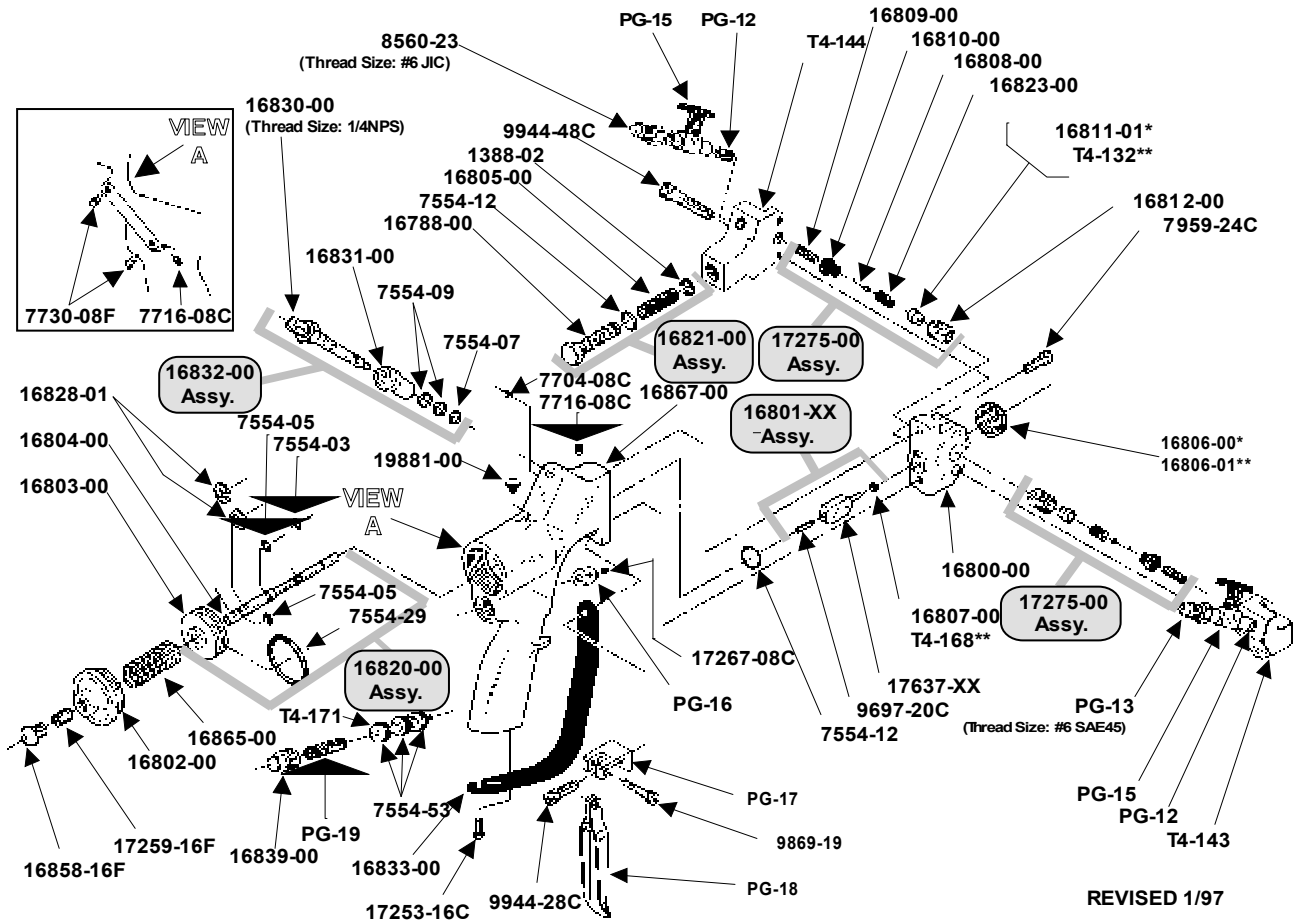 PG-15
PG-12
16809-00
16810-00
8560-23
(Thread Size: #6 JIC)
T4-144
16808-00
16823-00
16830-00
(Thread Size: 1/4NPS)
VIEW
A
9944-48C
16811-01*
T4-132**
1388-02
16805-00
7554-12
16788-00
16812-00
7959-24C
16831-00
7554-09
7730-08F
7716-08C
7554-07
16821-00
Assy.
17275-00
Assy.
16832-00
Assy.
7704-08C
7716-08C
16867-00
16828-01
7554-05
7554-03
16804-00
16803-00
16801-XX
Assy.
16806-00*
16806-01**
19881-00
VIEW
A
7554-05
7554-29
16800-00
16807-00
T4-168**
17275-00
Assy.
16820-00
Assy.
17267-08C
PG-16
17637-XX
9697-20C
7554-12
PG-13
(Thread Size: #6 SAE45)
T4-171
16865-00
16802-00
7554-53
PG-17
PG-15
PG-12
T4-143
17259-16F
PG-19
16839-00
16858-16F
16833-00
9869-19
PG-18
9944-28C
17253-16C
REVISED 1/97